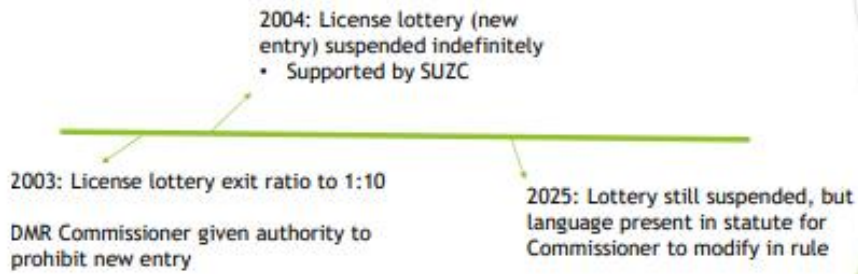 2004: License lottery (new
entry) suspended indefinitely
• Supported by SUZC
2003: License lottery exit ratio to 1:10
DMR Commissioner given authority to
prohibit new entry
2025: Lottery still suspended, but
language present in statute for
Commissioner to modify in rule